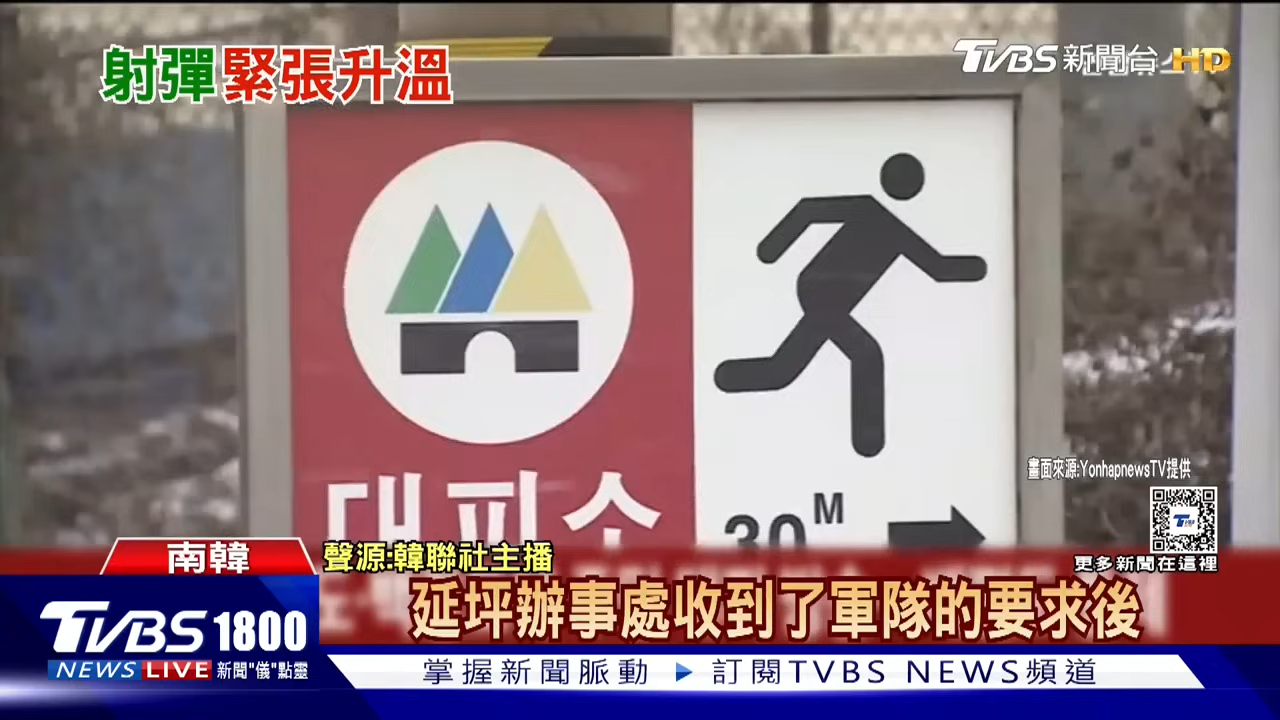 射彈緊張升溫
TVBS新聞台 HD
대피소
30M
畫面來源:YonhapnewsTV提供
更多新聞在這裡
南韓
聲源:韓聯社主播
延坪辦事處收到了軍隊的要求後
TVBS 1800
NEWS LIVE 新聞"儀"點靈
掌握新聞脈動 ▶ 訂閱TVBS NEWS頻道